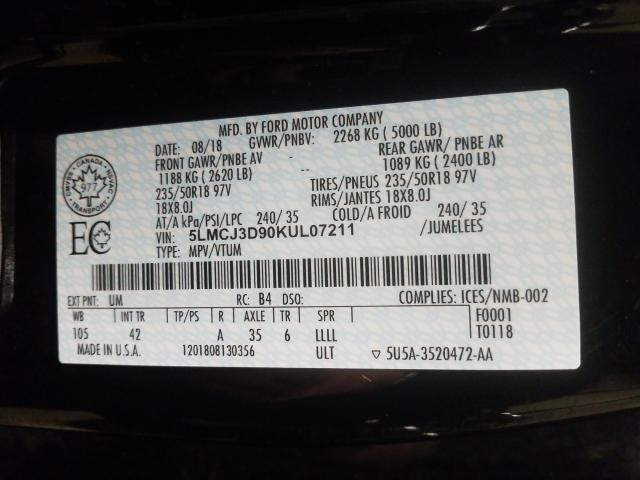 MFD. BY FORD MOTOR COMPANY
DATE: 08/18 GVWR/PNBV: 2268 KG ( 5000 LB)
FRONT GAWR/PNBE AV - REAR GAWR/ PNBE AR
1188 KG ( 2620 LB) -- 1089 KG ( 2400 LB)
235/50R18 97V TIRES/PNEUS 235/50R18 97V
18X8.0J RIMS/JANTES 18X8.0J
AT/A kPa/PSI/LPC 240/ 35 COLD/A FROID 240/ 35
VIN: 5LMCJ3D90KUL07211 /JUMELEES
TYPE: MPV/VTUM
CANADA
977
TRANSPORT
EC
EXT PNT: UM RC: B4 DSO: COMPLIES: ICES/NMB-002
WB INT TR TP/PS R AXLE TR SPR F0001
105 42 A 35 6 LLLL T0118
MADE IN U.S.A. 1201808130356 ULT ▽ 5U5A-3520472-AA